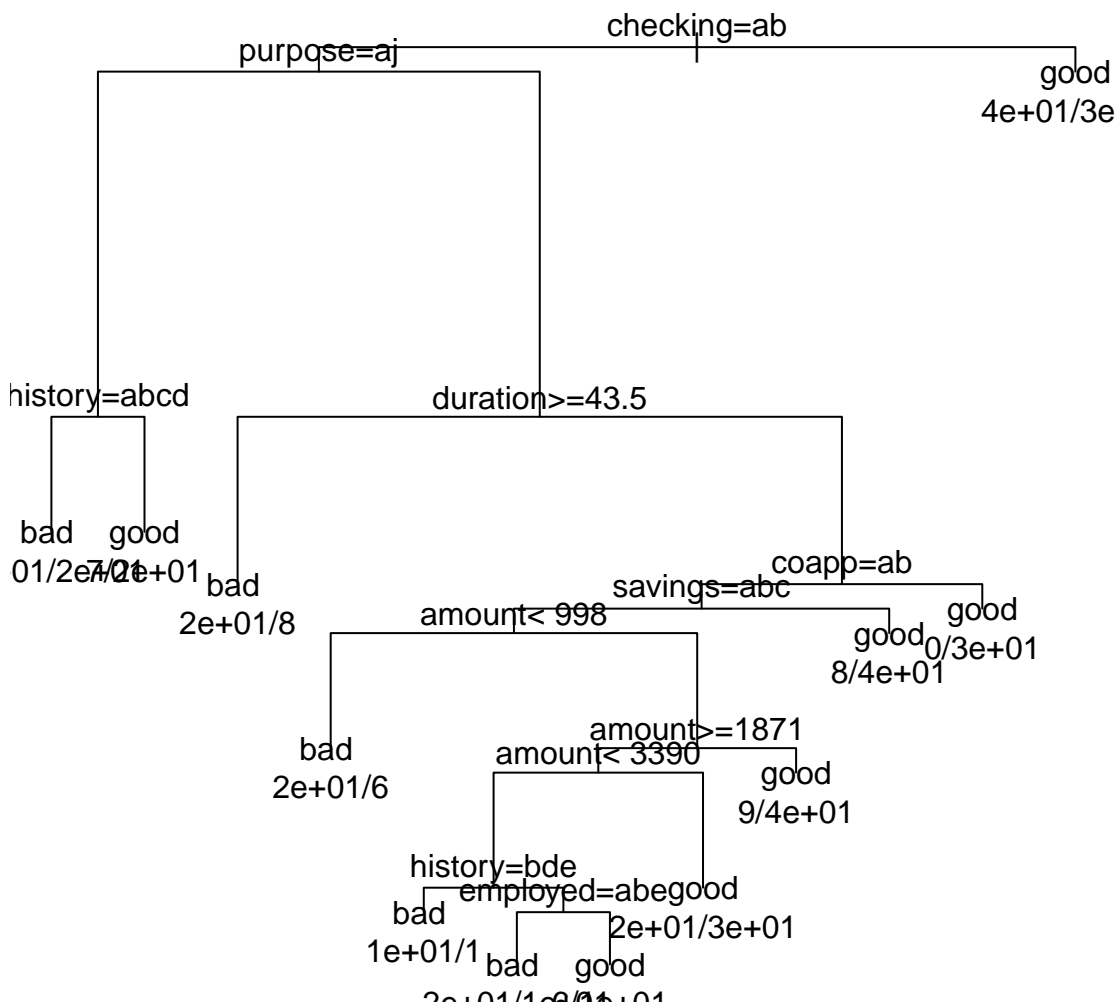 checking=ab
purpose=aj
good
4e+01/3e
history=abcd
duration>=43.5
bad
good
bad
2e+01/8
coapp=ab
savings=abc
amount< 998
good
0/3e+01
good
8/4e+01
amount>=1871
amount< 3390
bad
2e+01/6
good
9/4e+01
history=bde
employed=abe
good
2e+01/3e+01
bad
1e+01/1
bad
good